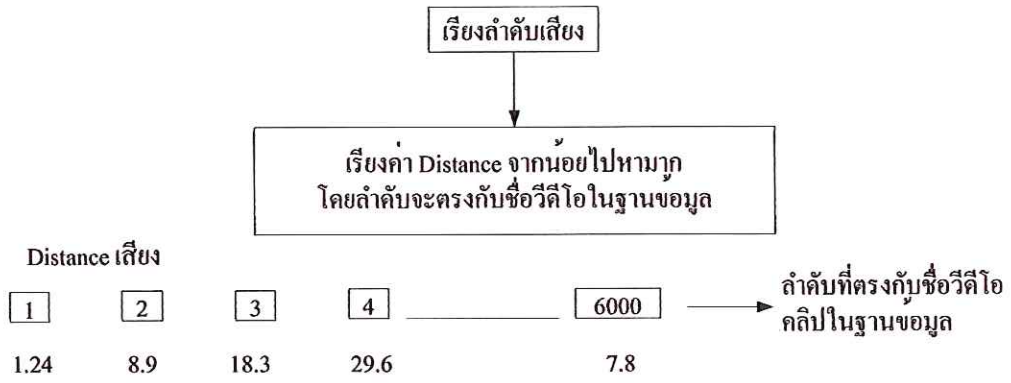 เรียงลำดับเสียง
เรียงค่า Distance จากน้อยไปหามาก
โดยลำดับจะตรงกับชื่อวีดีโอในฐานข้อมูล
Distance เสียง
1 2 3 4 6000
ลำดับที่ตรงกับชื่อวีดีโอ
คลิปในฐานข้อมูล
1.24 8.9 18.3 29.6 7.8